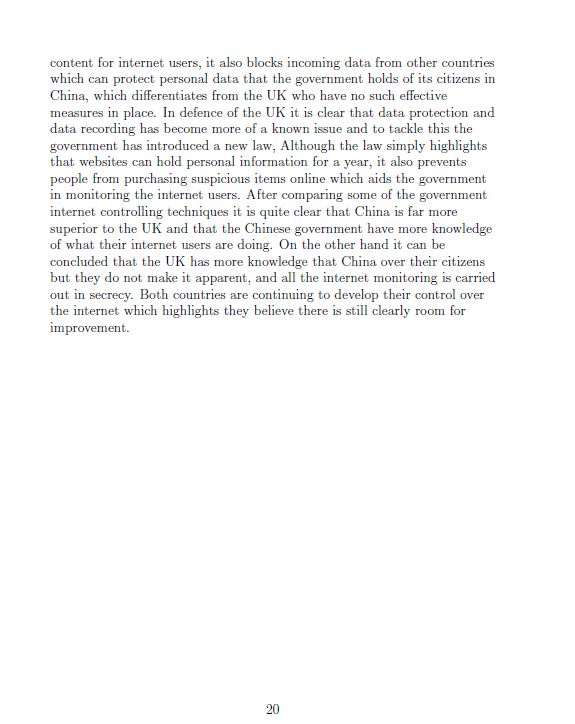 content for internet users, it also blocks incoming data from other countries
which can protect personal data that the government holds of its citizens in
China, which differentiates from the UK who have no such effective
measures in place. In defence of the UK it is clear that data protection and
data recording has become more of a known issue and to tackle this the
government has introduced a new law, Although the law simply highlights
that websites can hold personal information for a year, it also prevents
people from purchasing suspicious items online which aids the government
in monitoring the internet users. After comparing some of the government
internet controlling techniques it is quite clear that China is far more
superior to the UK and that the Chinese government have more knowledge
of what their internet users are doing. On the other hand it can be
concluded that the UK has more knowledge that China over their citizens
but they do not make it apparent, and all the internet monitoring is carried
out in secrecy. Both countries are continuing to develop their control over
the internet which highlights they believe there is still clearly room for
improvement.
20